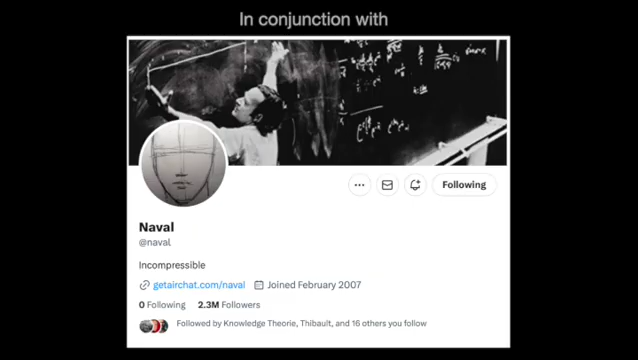 In conjunction with
Following
Naval
@naval
Incompressible
getairchat.com/naval Joined February 2007
0 Following 2.3M Followers
Followed by Knowledge Theorie, Thibault, and 16 others you follow